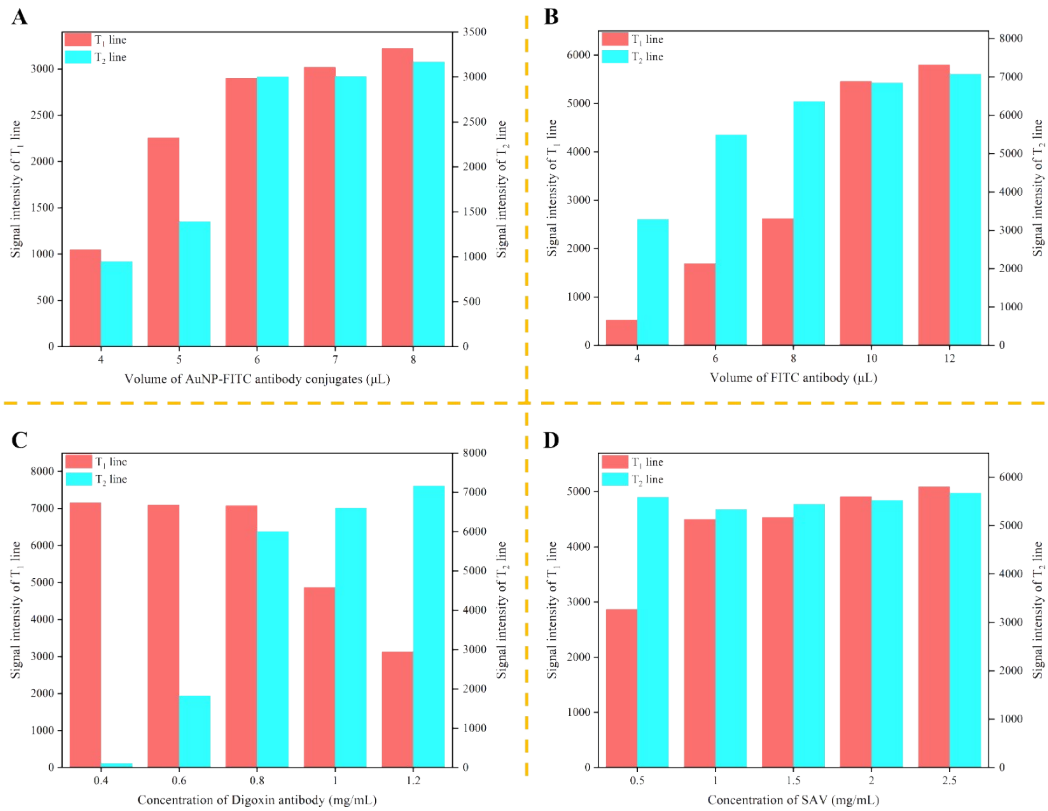 A
T1 line
T2 line
Signal intensity of T1 line
3000
2500
2000
1500
1000
500
0
3500
3000
2500
2000
1500
1000
500
0
Signal intensity of T2 line
4 5 6 7 8
Volume of AuNP-FITC antibody conjugates (μL)
B
T1 line
T2 line
Signal intensity of T1 line
6000
5000
4000
3000
2000
1000
0
8000
7000
6000
5000
4000
3000
2000
1000
0
Signal intensity of T2 line
4 6 8 10 12
Volume of FITC antibody (μL)
C
T1 line
T2 line
Signal intensity of T1 line
8000
7000
6000
5000
4000
3000
2000
1000
0
8000
7000
6000
5000
4000
3000
2000
1000
0
Signal intensity of T2 line
0.4 0.6 0.8 1 1.2
Concentration of Digoxin antibody (mg/mL)
D
T1 line
T2 line
Signal intensity of T1 line
5000
4000
3000
2000
1000
0
6000
5000
4000
3000
2000
1000
0
Signal intensity of T2 line
0.5 1 1.5 2 2.5
Concentration of SAV (mg/mL)